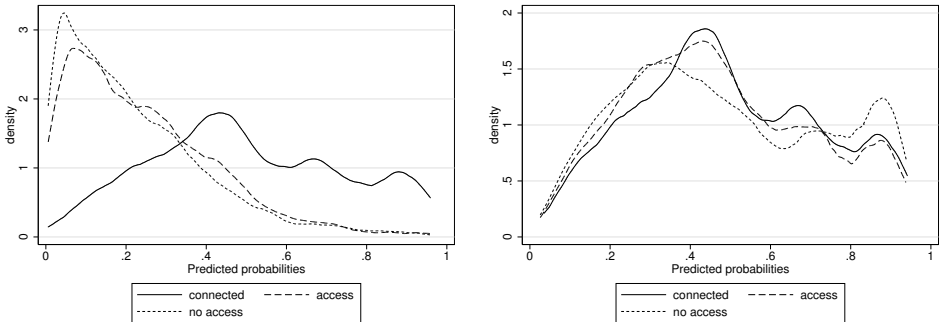 density
3
2
1
0
0
.2
.4
.6
.8
1
Predicted probabilities
connected
access
no access
density
2
1.5
1
.5
0
0
.2
.4
.6
.8
1
Predicted probabilities
connected
access
no access